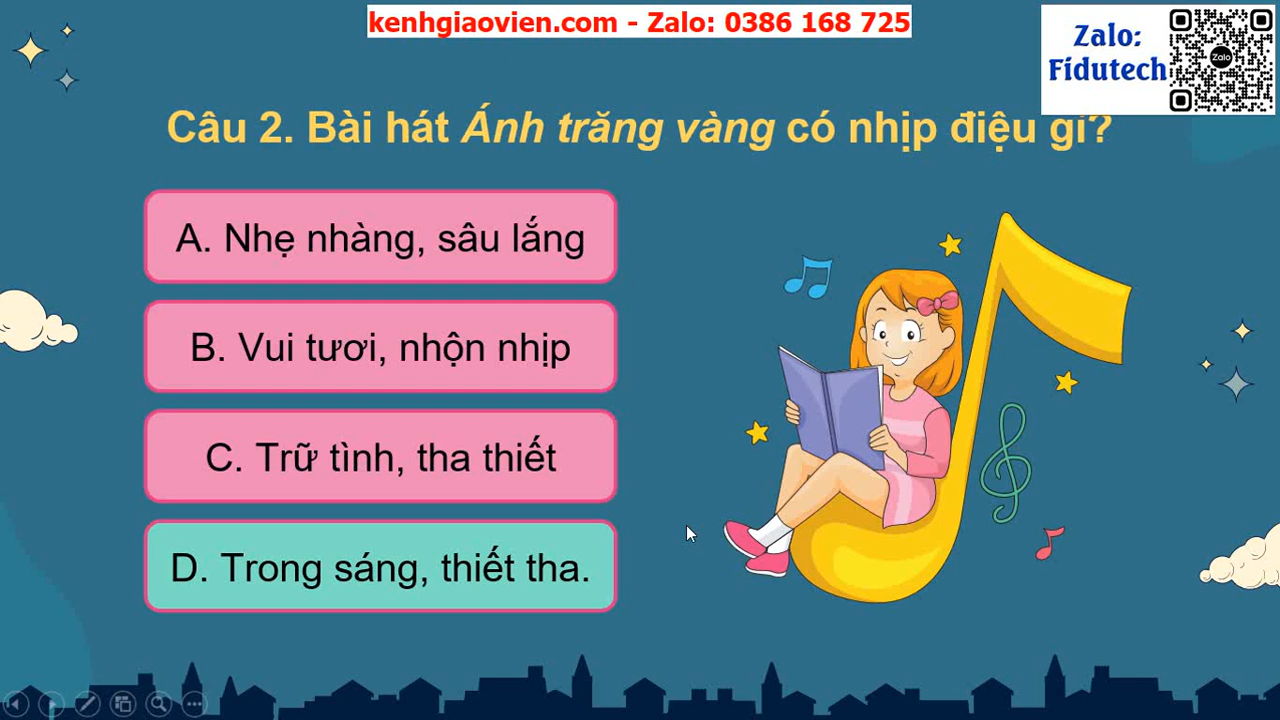 kenhgiaovien.com - Zalo: 0386 168 725
Zalo:
Fidutech
Zalo
Câu 2. Bài hát Ánh trăng vàng có nhịp điệu gì?
A. Nhẹ nhàng, sâu lắng
B. Vui tươi, nhộn nhịp
C. Trữ tình, tha thiết
D. Trong sáng, thiết tha.